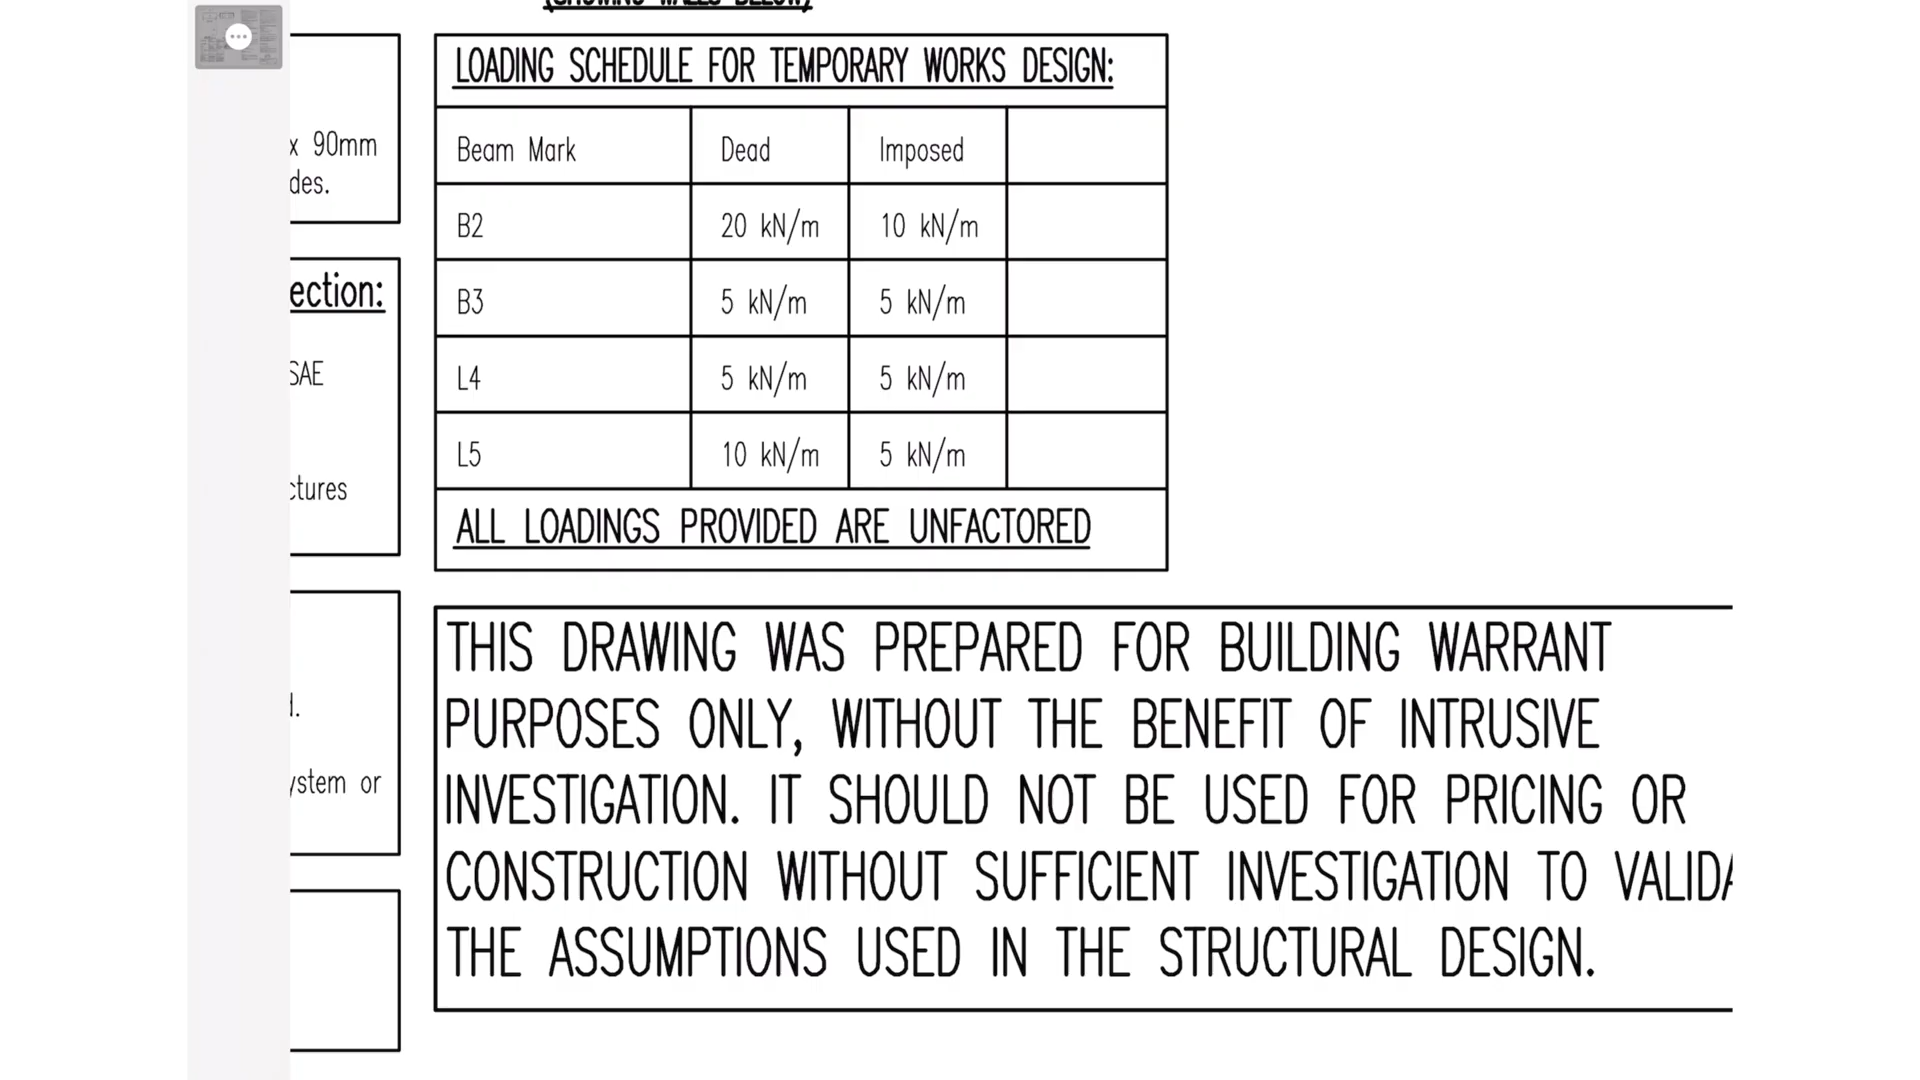 (SHOWING WALLS BELOW)
x 90mm
des.
ection:
SAE
ctures
d.
ystem or
LOADING SCHEDULE FOR TEMPORARY WORKS DESIGN:
Beam Mark Dead Imposed
B2 20 kN/m 10 kN/m
B3 5 kN/m 5 kN/m
L4 5 kN/m 5 kN/m
L5 10 kN/m 5 kN/m
ALL LOADINGS PROVIDED ARE UNFACTORED
THIS DRAWING WAS PREPARED FOR BUILDING WARRANT
PURPOSES ONLY, WITHOUT THE BENEFIT OF INTRUSIVE
INVESTIGATION. IT SHOULD NOT BE USED FOR PRICING OR
CONSTRUCTION WITHOUT SUFFICIENT INVESTIGATION TO VALIDA
THE ASSUMPTIONS USED IN THE STRUCTURAL DESIGN.